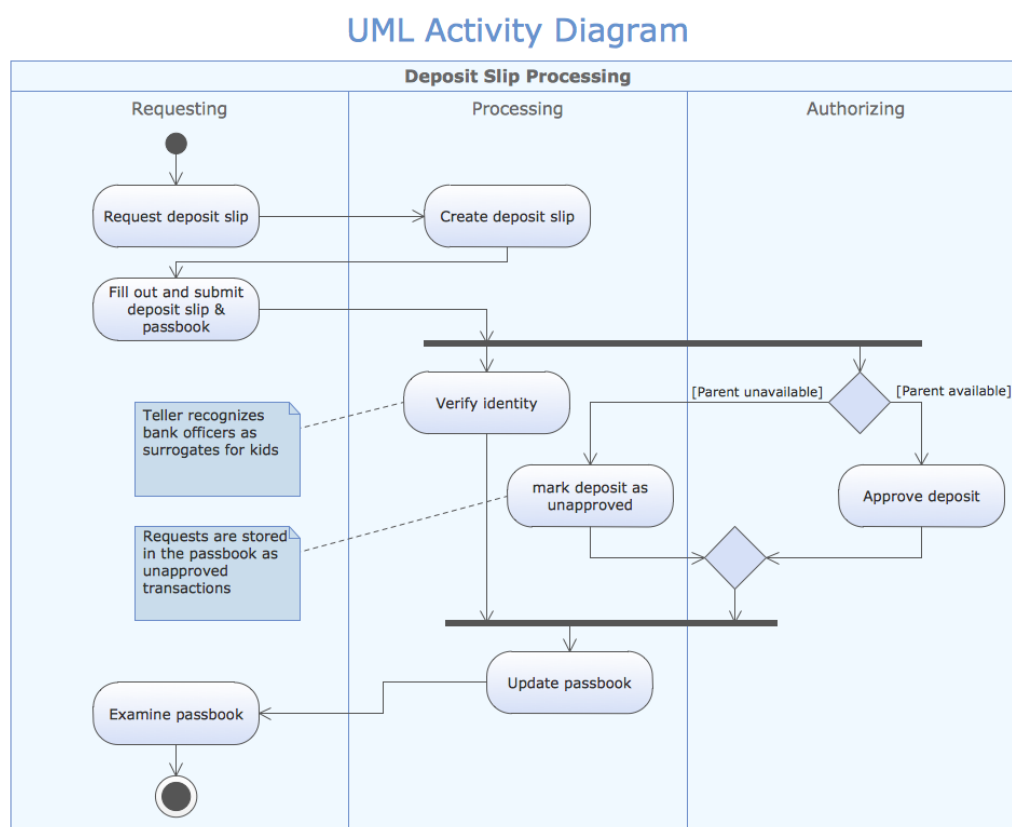 UML Activity Diagram
Deposit Slip Processing
Requesting
Processing
Authorizing
Request deposit slip
Create deposit slip
Fill out and submit
deposit slip &
passbook
[Parent unavailable]
[Parent available]
Verify identity
Teller recognizes
bank officers as
surrogates for kids
mark deposit as
unapproved
Approve deposit
Requests are stored
in the passbook as
unapproved
transactions
Update passbook
Examine passbook